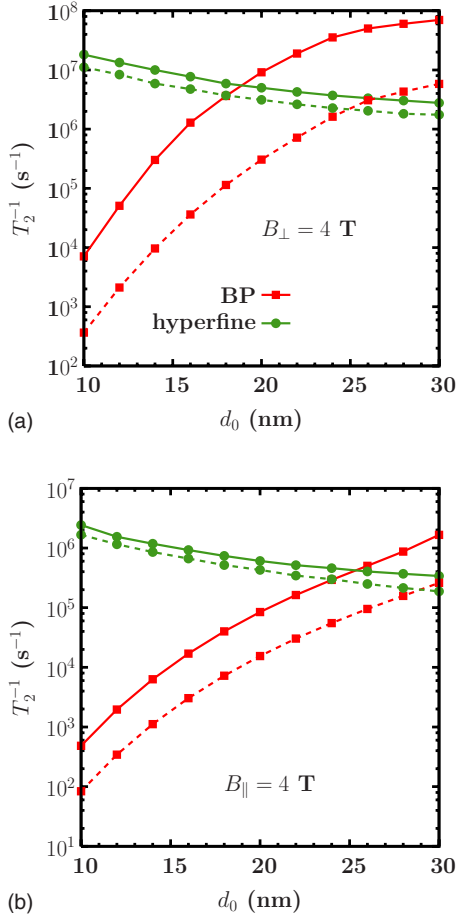 10^8
10^7
10^6
10^5
10^4
10^3
10^2
T_2^{-1} (s^{-1})
B_⊥ = 4 T
BP
hyperfine
10 15 20 25 30
(a) d_0 (nm)
10^7
10^6
10^5
10^4
10^3
10^2
10^1
T_2^{-1} (s^{-1})
B_∥ = 4 T
10 15 20 25 30
(b) d_0 (nm)